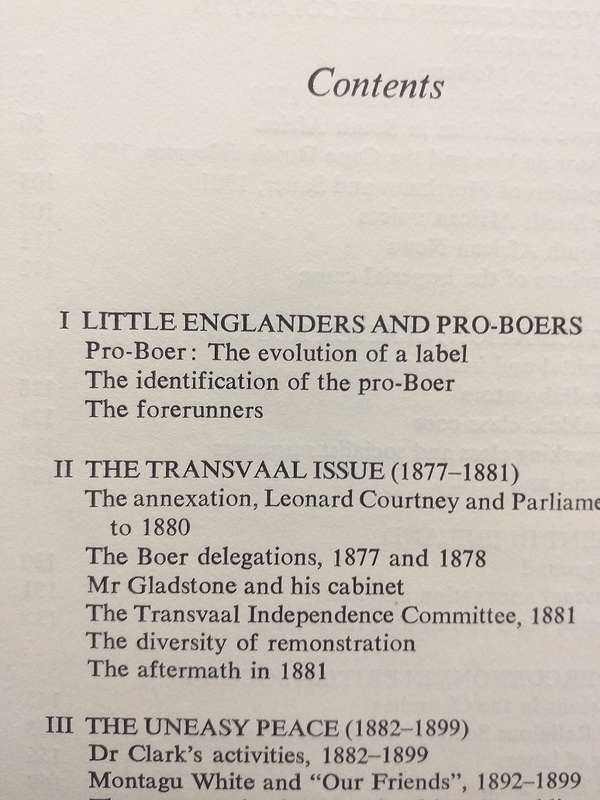 Contents
I LITTLE ENGLANDERS AND PRO-BOERS
Pro-Boer: The evolution of a label
The identification of the pro-Boer
The forerunners
II THE TRANSVAAL ISSUE (1877–1881)
The annexation, Leonard Courtney and Parliame
to 1880
The Boer delegations, 1877 and 1878
Mr Gladstone and his cabinet
The Transvaal Independence Committee, 1881
The diversity of remonstration
The aftermath in 1881
III THE UNEASY PEACE (1882–1899)
Dr Clark's activities, 1882–1899
Montagu White and "Our Friends", 1892–1899